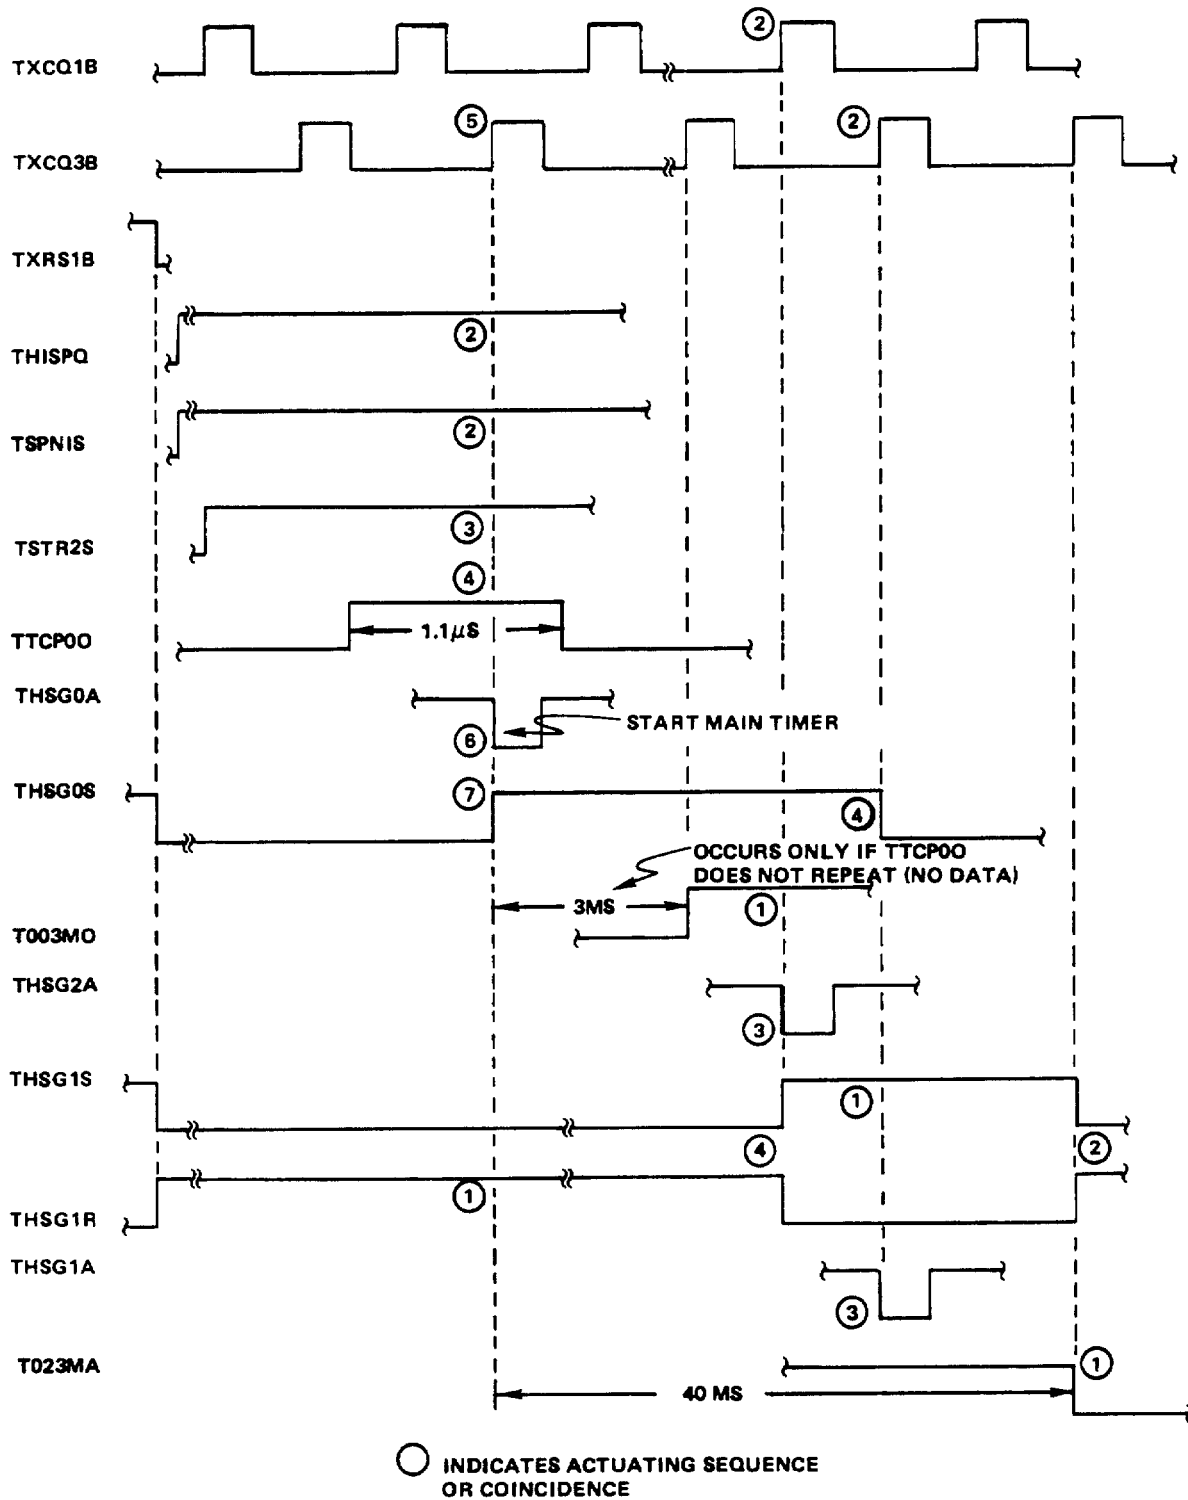 ②
TXCQ1B
⑤
②
TXCQ3B
TXRS1B
②
THISPQ
②
TSPNIS
③
TSTR2S
④
1.1μS
TTCP0O
THSG0A
START MAIN TIMER
⑥
THSG0S
⑦
④
OCCURS ONLY IF TTCP0O
DOES NOT REPEAT (NO DATA)
3MS
①
T003MO
THSG2A
③
THSG1S
①
④
②
①
THSG1R
THSG1A
③
T023MA
①
40 MS
INDICATES ACTUATING SEQUENCE
OR COINCIDENCE